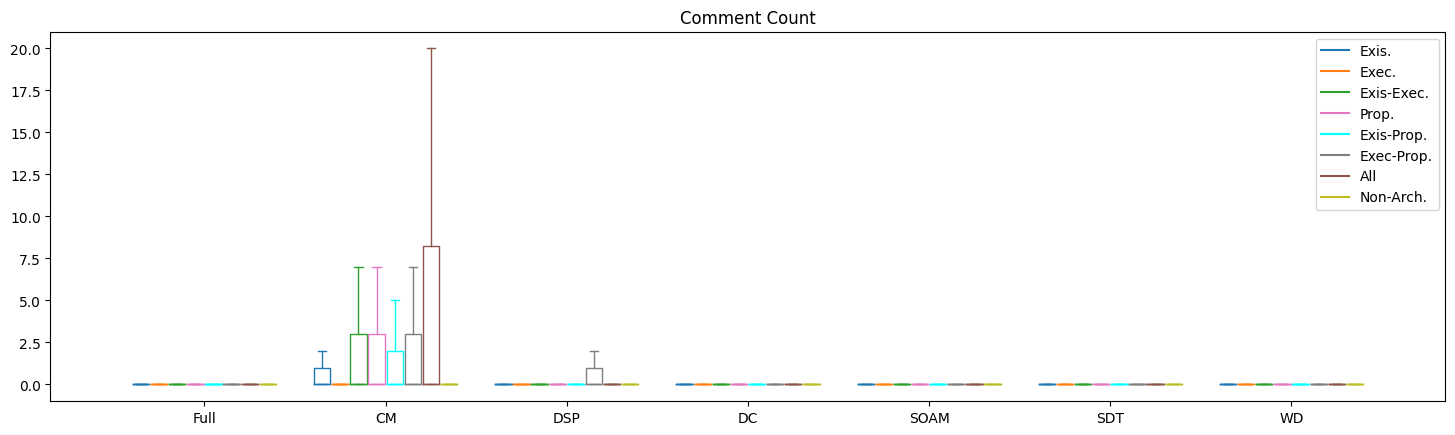 Comment Count
20.0
17.5
15.0
12.5
10.0
7.5
5.0
2.5
0.0
Exis.
Exec.
Exis-Exec.
Prop.
Exis-Prop.
Exec-Prop.
All
Non-Arch.
Full CM DSP DC SOAM SDT WD